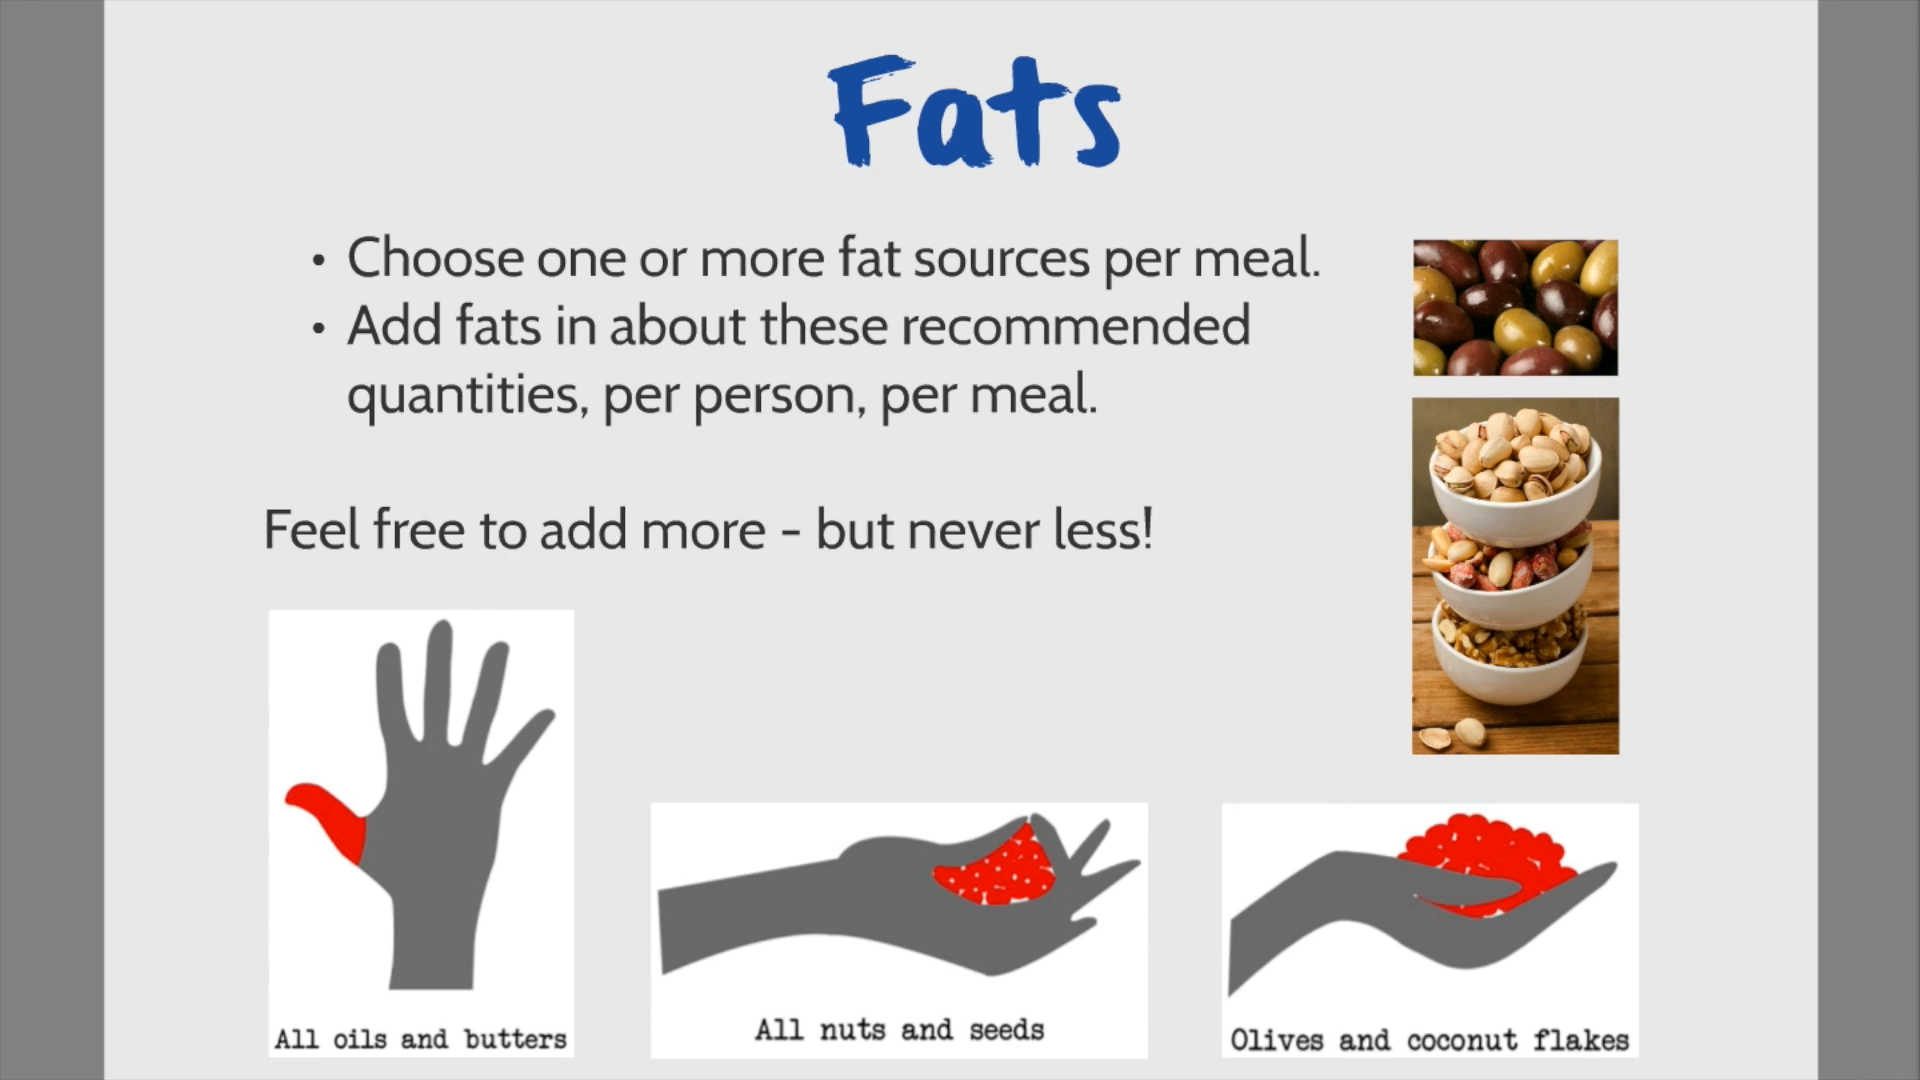 Fats
• Choose one or more fat sources per meal.
• Add fats in about these recommended
quantities, per person, per meal.
Feel free to add more - but never less!
All oils and butters
All nuts and seeds
Olives and coconut flakes